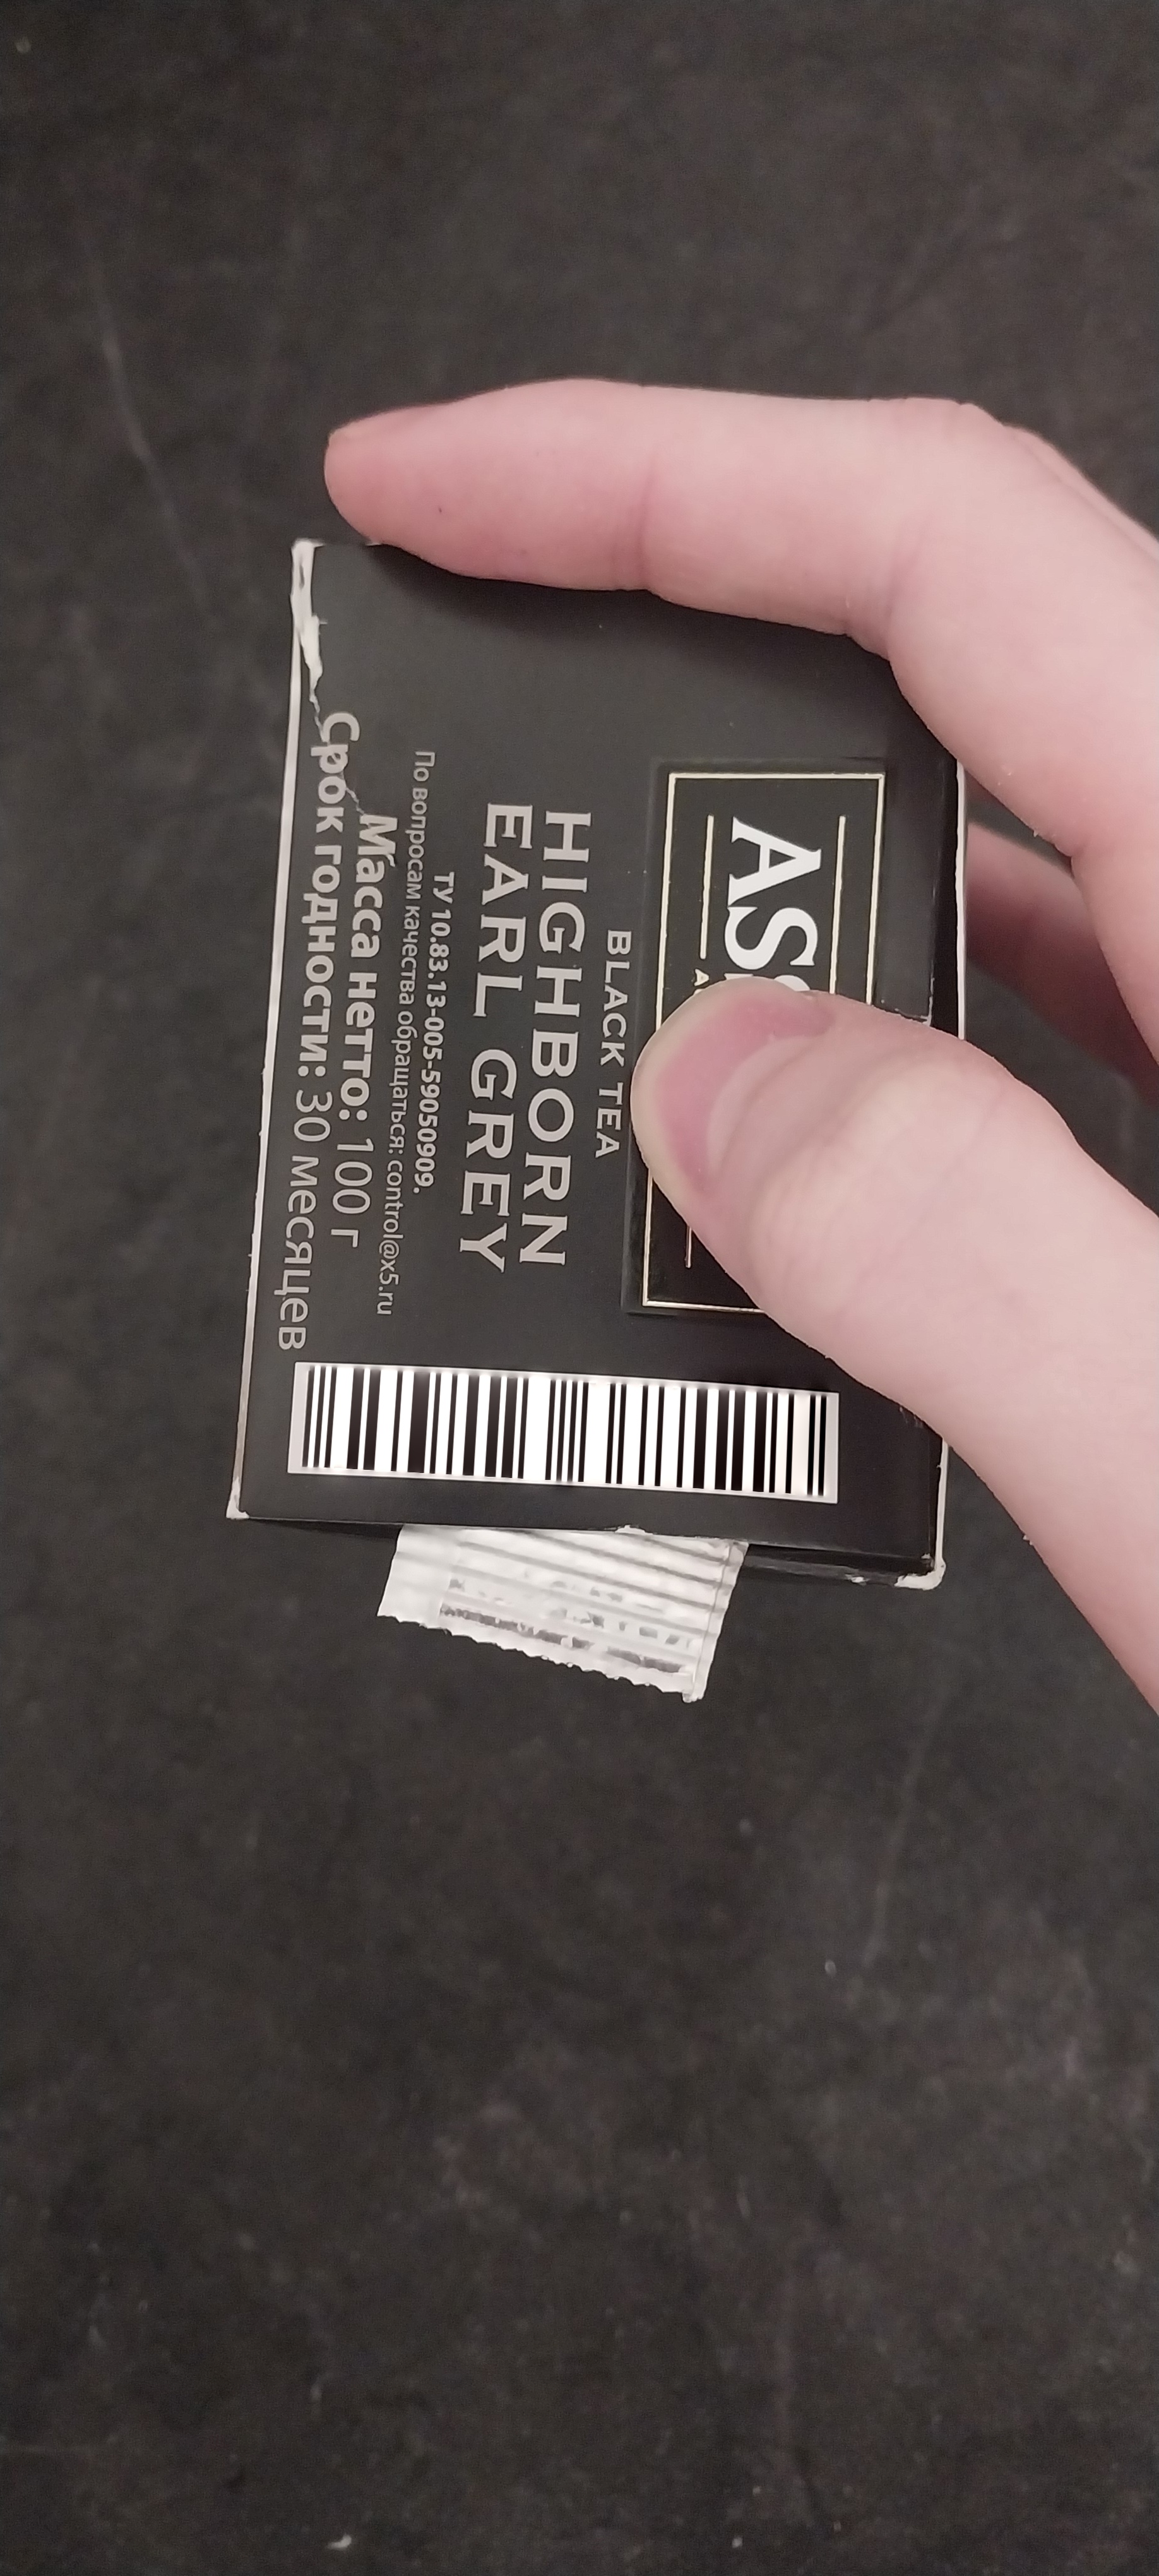 AS
A
BLACK TEA
HIGHBORN
EARL GREY
ТУ 10.83.13-005-59050909.
По вопросам качества обращаться: control@x5.ru
Масса нетто: 100 г
Срок годности: 30 месяцев